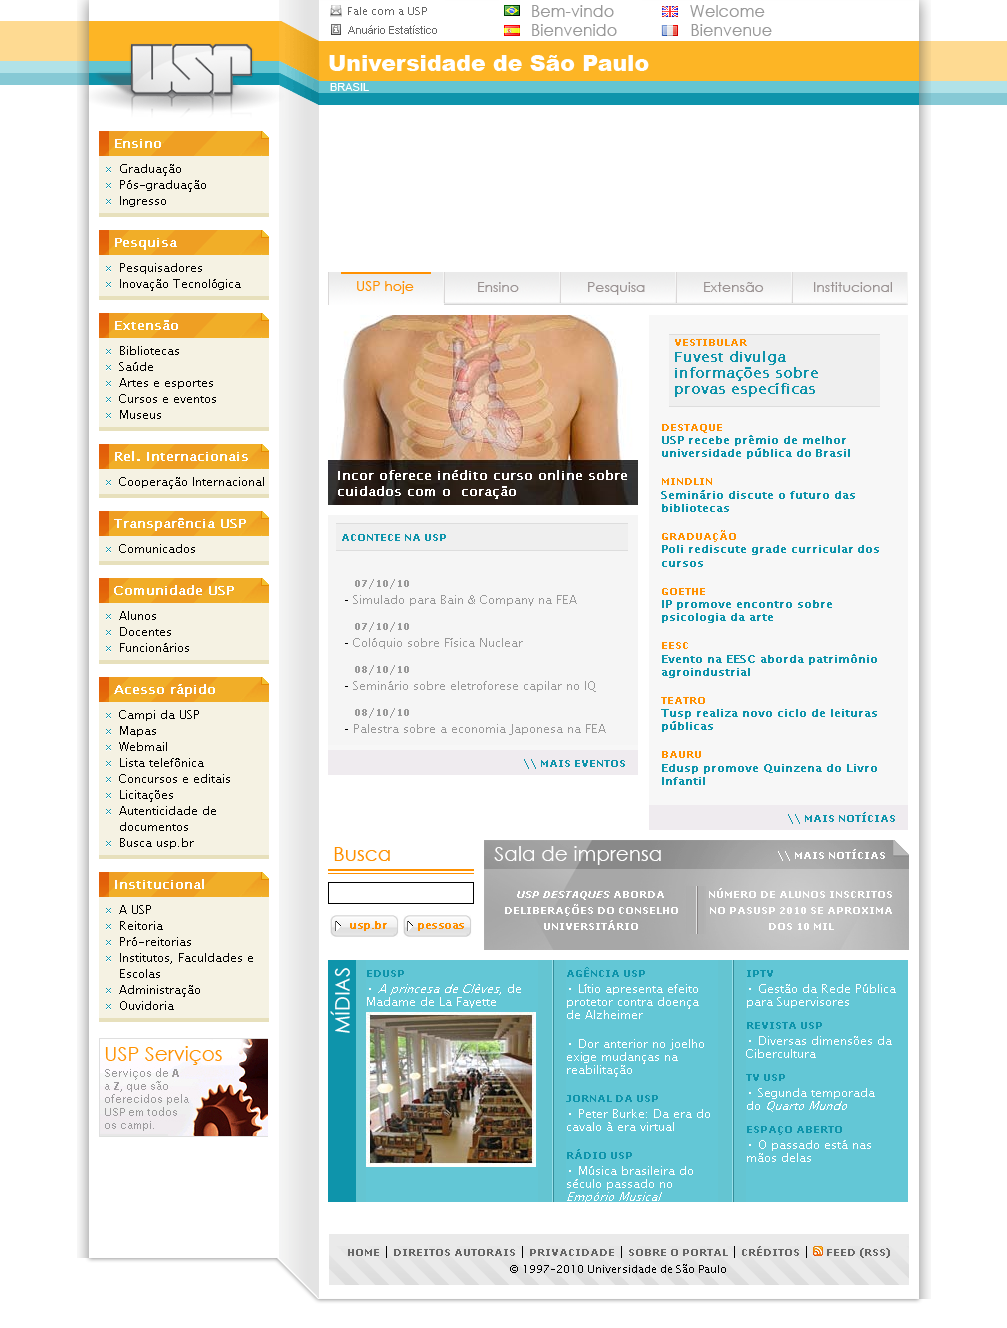 Fale com a USP
Anuário Estatístico
Bem-vindo
Bienvenido
Welcome
Bienvenue
USP
Universidade de São Paulo
BRASIL
Ensino
Graduação
Pós-graduação
Ingresso
Pesquisa
Pesquisadores
Inovação Tecnológica
Extensão
Bibliotecas
Saúde
Artes e esportes
Cursos e eventos
Museus
Rel. Internacionais
Cooperação Internacional
Transparência USP
Comunicados
Comunidade USP
Alunos
Docentes
Funcionários
Acesso rápido
Campi da USP
Mapas
Webmail
Lista telefônica
Concursos e editais
Licitações
Autenticidade de
documentos
Busca usp.br
Institucional
A USP
Reitoria
Pró-reitorias
Institutos, Faculdades e
Escolas
Administração
Ouvidoria
USP Serviços
Serviços de A
a Z, que são
oferecidos pela
USP em todos
os campi.
USP hoje
Ensino
Pesquisa
Extensão
Institucional
Incor oferece inédito curso online sobre
cuidados com o coração
ACONTECE NA USP
07/10/10
- Simulado para Bain & Company na FEA
07/10/10
- Colóquio sobre Física Nuclear
08/10/10
- Seminário sobre eletroforese capilar no IQ
08/10/10
- Palestra sobre a economia Japonesa na FEA
\\ MAIS EVENTOS
VESTIBULAR
Fuvest divulga
informações sobre
provas específicas
DESTAQUE
USP recebe prêmio de melhor
universidade pública do Brasil
MINDLIN
Seminário discute o futuro das
bibliotecas
GRADUAÇÃO
Poli rediscute grade curricular dos
cursos
GOETHE
IP promove encontro sobre
psicologia da arte
EESC
Evento na EESC aborda patrimônio
agroindustrial
TEATRO
Tusp realiza novo ciclo de leituras
públicas
BAURU
Edusp promove Quinzena do Livro
Infantil
\\ MAIS NOTÍCIAS
Busca
usp.br
pessoas
Sala de imprensa
\\ MAIS NOTÍCIAS
USP DESTAQUES ABORDA
DELIBERAÇÕES DO CONSELHO
UNIVERSITÁRIO
NÚMERO DE ALUNOS INSCRITOS
NO PASUSP 2010 SE APROXIMA
DOS 10 MIL
MÍDIAS
EDUSP
· A princesa de Clèves, de
Madame de La Fayette
AGÊNCIA USP
· Lítio apresenta efeito
protetor contra doença
de Alzheimer
· Dor anterior no joelho
exige mudanças na
reabilitação
JORNAL DA USP
· Peter Burke: Da era do
cavalo à era virtual
RÁDIO USP
· Música brasileira do
século passado no
Empório Musical
IPTV
· Gestão da Rede Pública
para Supervisores
REVISTA USP
· Diversas dimensões da
Cibercultura
TV USP
· Segunda temporada
do Quarto Mundo
ESPAÇO ABERTO
· O passado está nas
mãos delas
HOME | DIREITOS AUTORAIS | PRIVACIDADE | SOBRE O PORTAL | CRÉDITOS | FEED (RSS)
© 1997-2010 Universidade de São Paulo